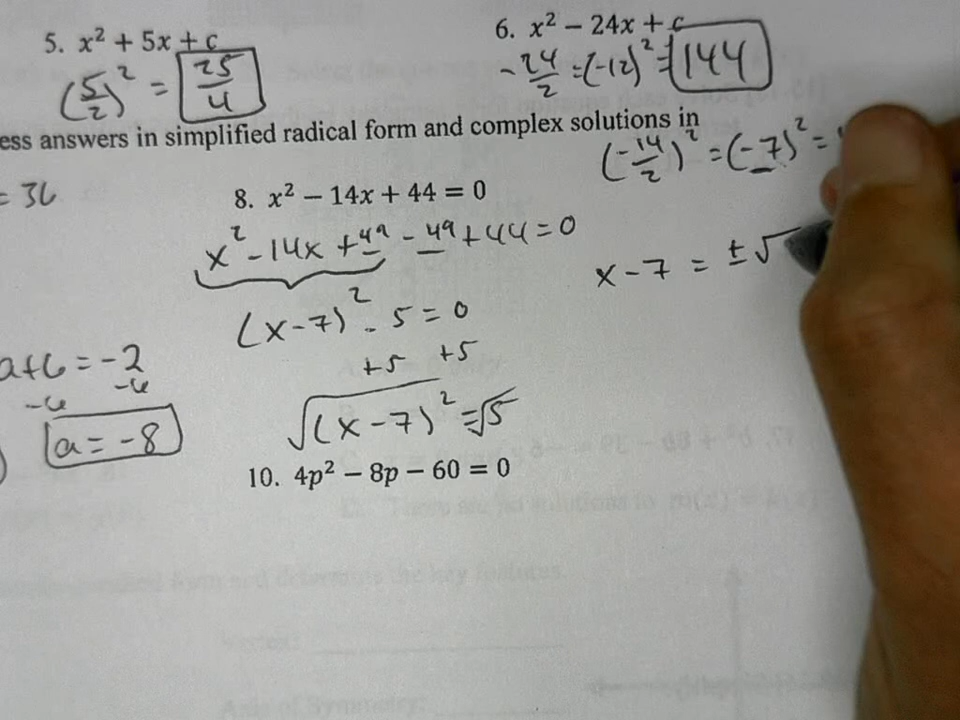 5. x² + 5x + c
(5/2)² = 25/4
6. x² − 24x + c
-24/2 = (-12)² = 144
ess answers in simplified radical form and complex solutions in
= 36
8. x² − 14x + 44 = 0
(-14/2)² = (-7)² =
x² - 14x + 49 - 49 + 44 = 0
x - 7 = ±√
(x-7)² - 5 = 0
+5 +5
a+6 = -2
-6 -6
a = -8
√(x-7)² = √5
10. 4p² − 8p − 60 = 0